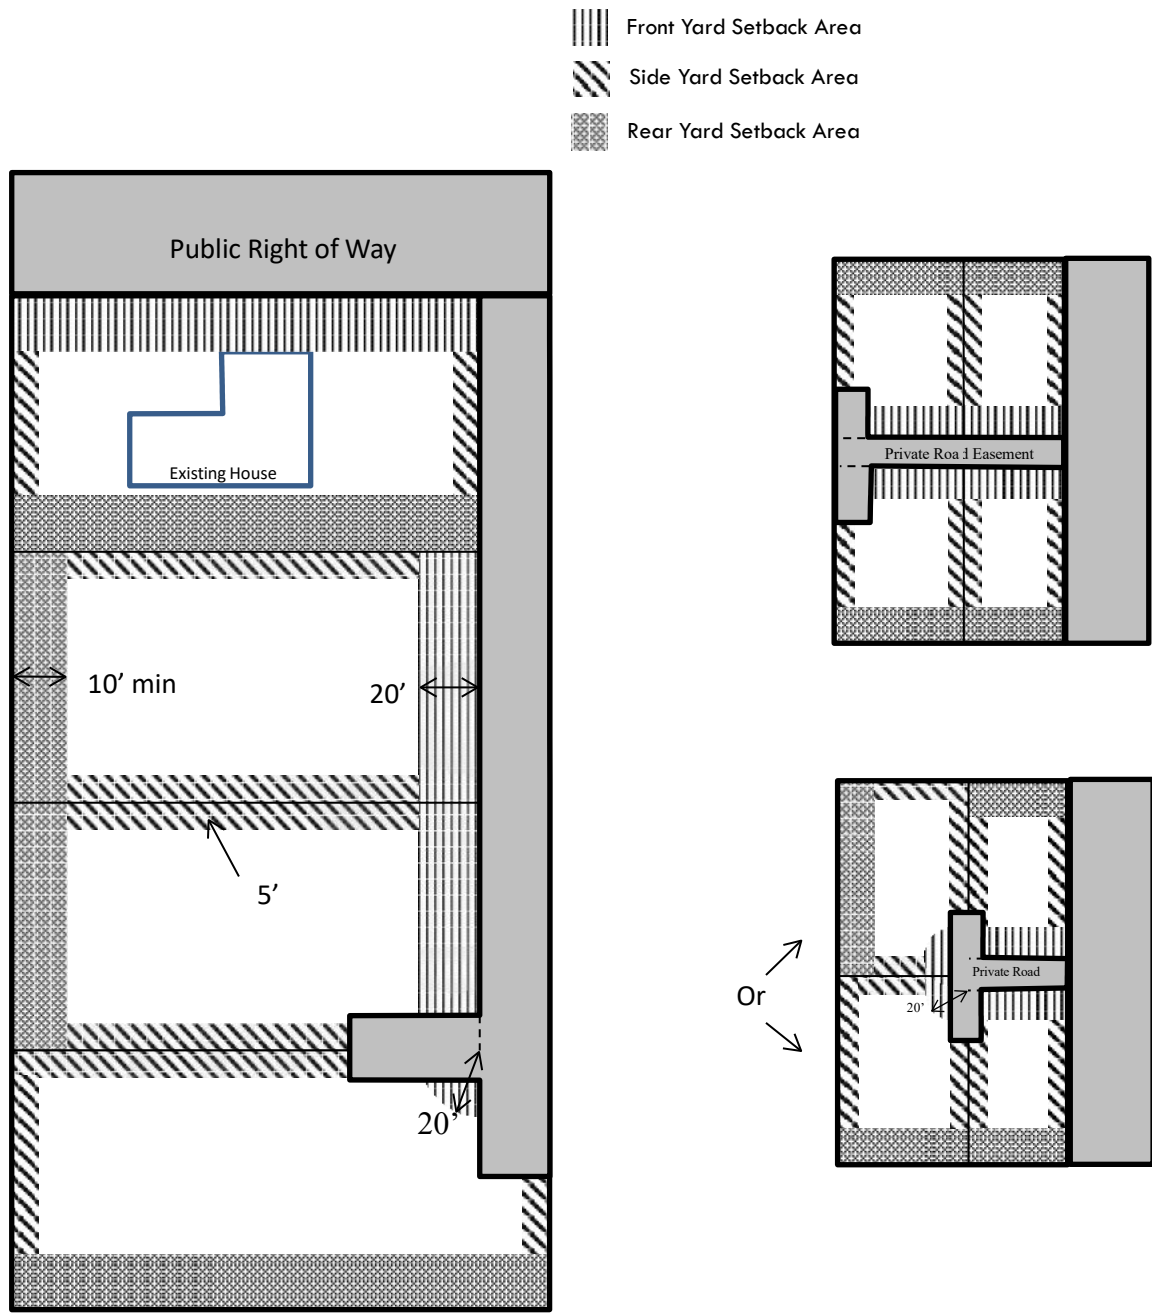 Front Yard Setback Area
Side Yard Setback Area
Rear Yard Setback Area
Public Right of Way
Existing House
10’ min
20’
5’
20’
Private Road Easement
Or
Private Road
20’